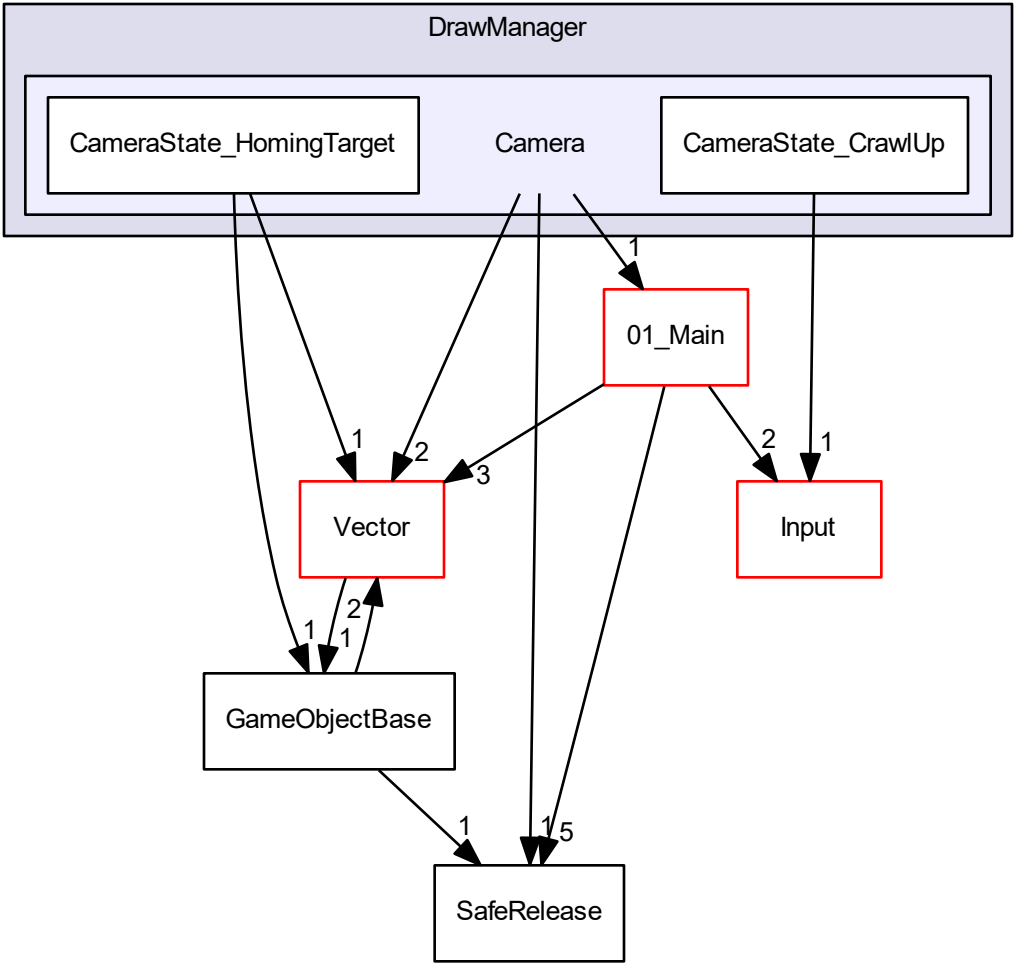 DrawManager
CameraState_HomingTarget
Camera
CameraState_CrawlUp
1
01_Main
1
2
3
2
1
Vector
Input
1
1
2
GameObjectBase
1
1
5
SafeRelease